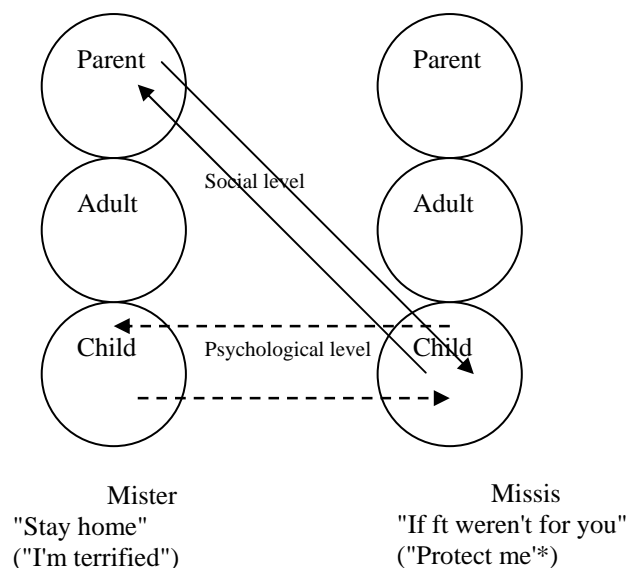 Parent Parent
Social level
Adult Adult
Child Psychological level Child
Mister Missis
"Stay home" "If ft weren't for you"
("I'm terrified") ("Protect me'*)